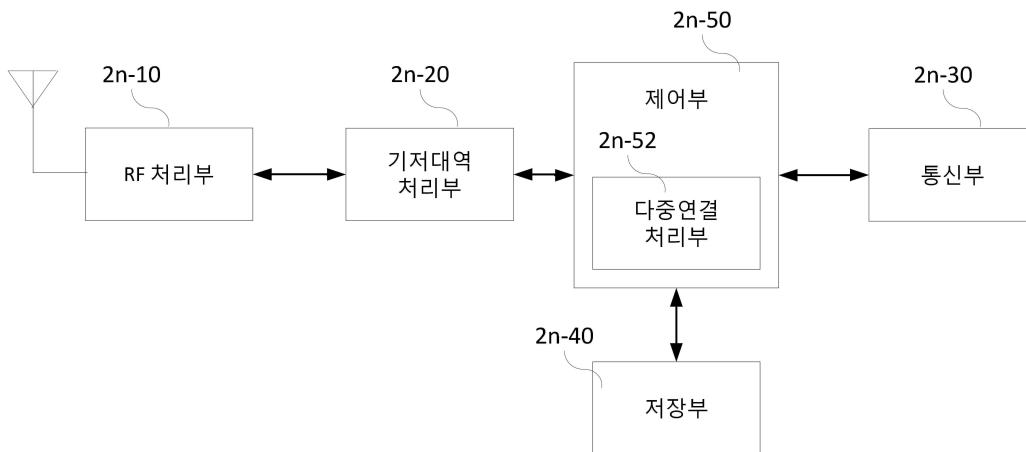 2n-50
2n-10
2n-20
2n-30
제어부
2n-52
RF 처리부
기저대역
처리부
통신부
다중연결
처리부
2n-40
저장부